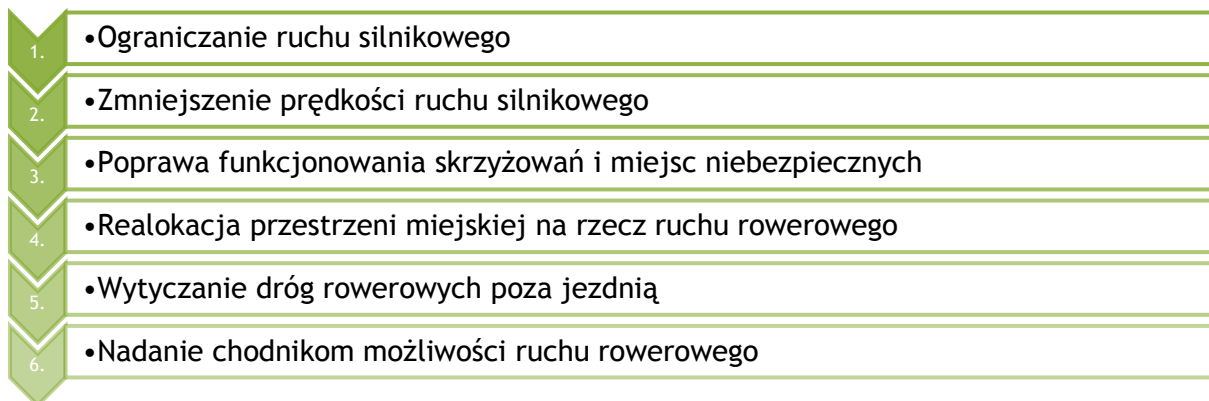 1. •Ograniczanie ruchu silnikowego
2. •Zmniejszenie prędkości ruchu silnikowego
3. •Poprawa funkcjonowania skrzyżowań i miejsc niebezpiecznych
4. •Realokacja przestrzeni miejskiej na rzecz ruchu rowerowego
5. •Wytyczanie dróg rowerowych poza jezdnią
6. •Nadanie chodnikom możliwości ruchu rowerowego